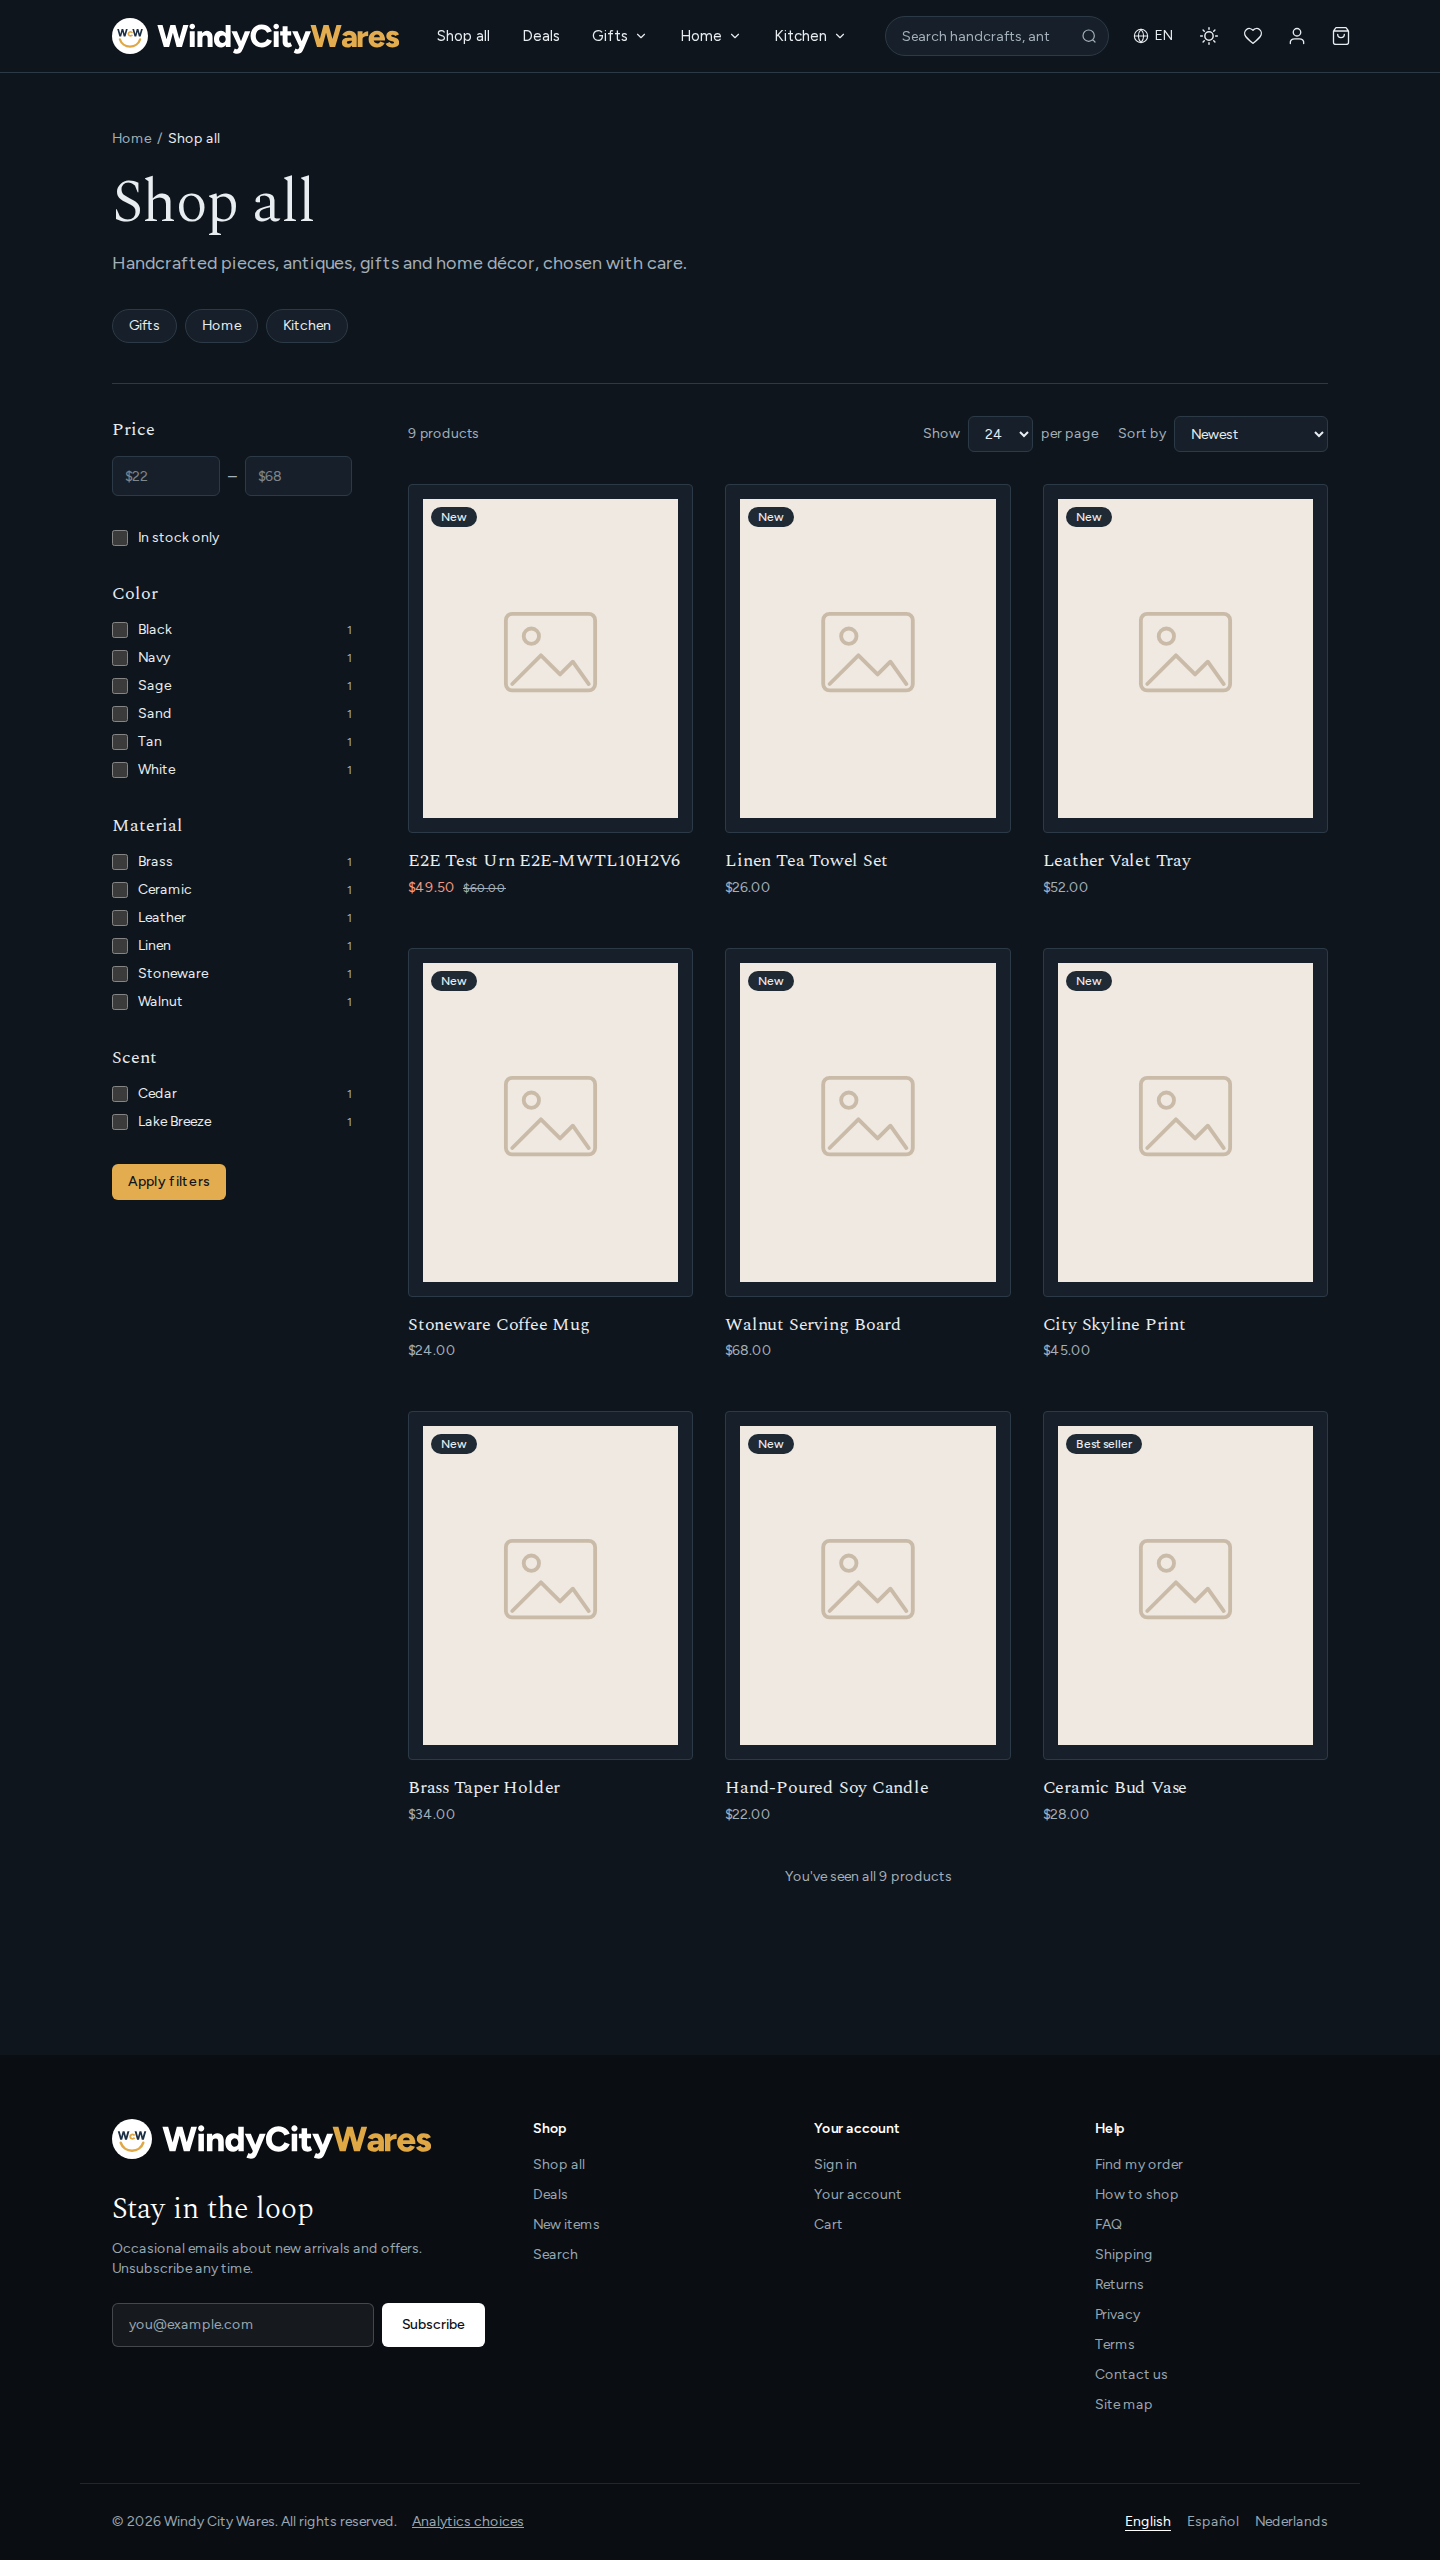 WcW WindyCityWares Shop all Deals Gifts Home Kitchen Search handcrafts, ant EN
Home / Shop all
Shop all
Handcrafted pieces, antiques, gifts and home décor, chosen with care.
Gifts Home Kitchen
Price
$22 – $68
In stock only
Color
Black 1
Navy 1
Sage 1
Sand 1
Tan 1
White 1
Material
Brass 1
Ceramic 1
Leather 1
Linen 1
Stoneware 1
Walnut 1
Scent
Cedar 1
Lake Breeze 1
Apply filters
9 products Show 24 per page Sort by Newest
New New New
E2E Test Urn E2E-MWTL10H2V6 Linen Tea Towel Set Leather Valet Tray
$49.50 $60.00 $26.00 $52.00
New New New
Stoneware Coffee Mug Walnut Serving Board City Skyline Print
$24.00 $68.00 $45.00
New New Best seller
Brass Taper Holder Hand-Poured Soy Candle Ceramic Bud Vase
$34.00 $22.00 $28.00
You've seen all 9 products
WcW WindyCityWares
Stay in the loop
Occasional emails about new arrivals and offers.
Unsubscribe any time.
you@example.com Subscribe
Shop
Shop all
Deals
New items
Search
Your account
Sign in
Your account
Cart
Help
Find my order
How to shop
FAQ
Shipping
Returns
Privacy
Terms
Contact us
Site map
© 2026 Windy City Wares. All rights reserved. Analytics choices English Español Nederlands